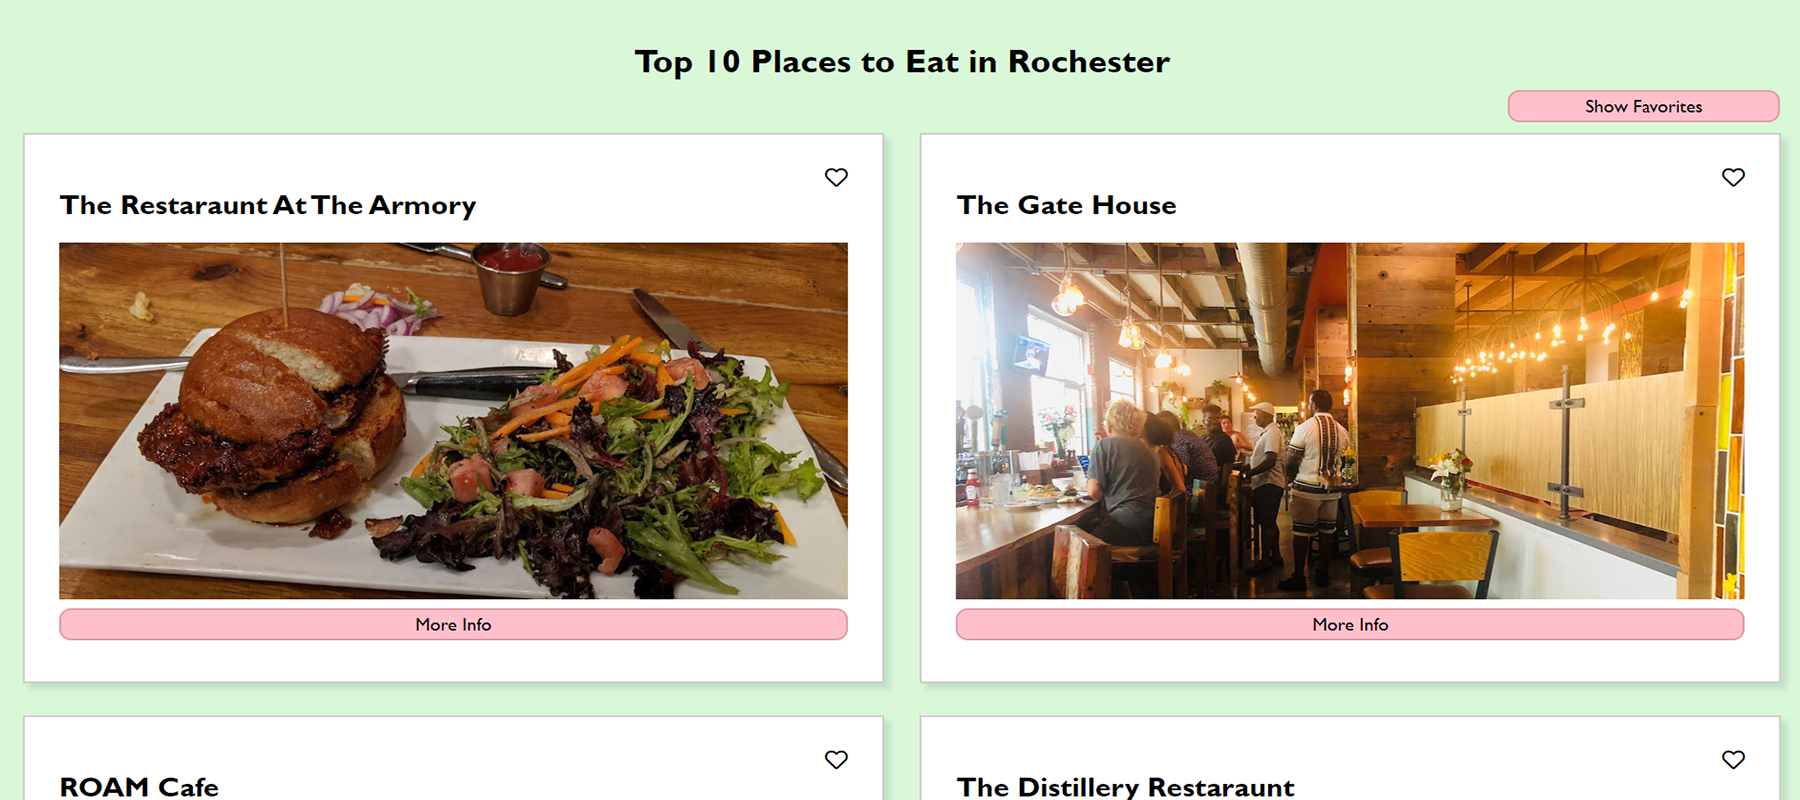 Top 10 Places to Eat in Rochester
Show Favorites
The Restaraunt At The Armory
The Gate House
More Info
More Info
ROAM Cafe
The Distillery Restaraunt